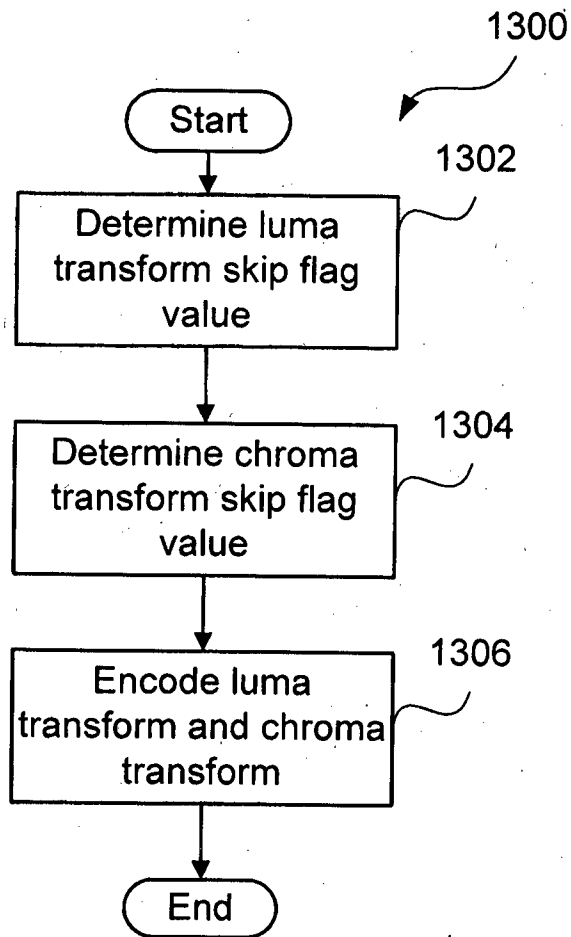 1300
Start
1302
Determine luma
transform skip flag
value
1304
Determine chroma
transform skip flag
value
1306
Encode luma
transform and chroma
transform
End